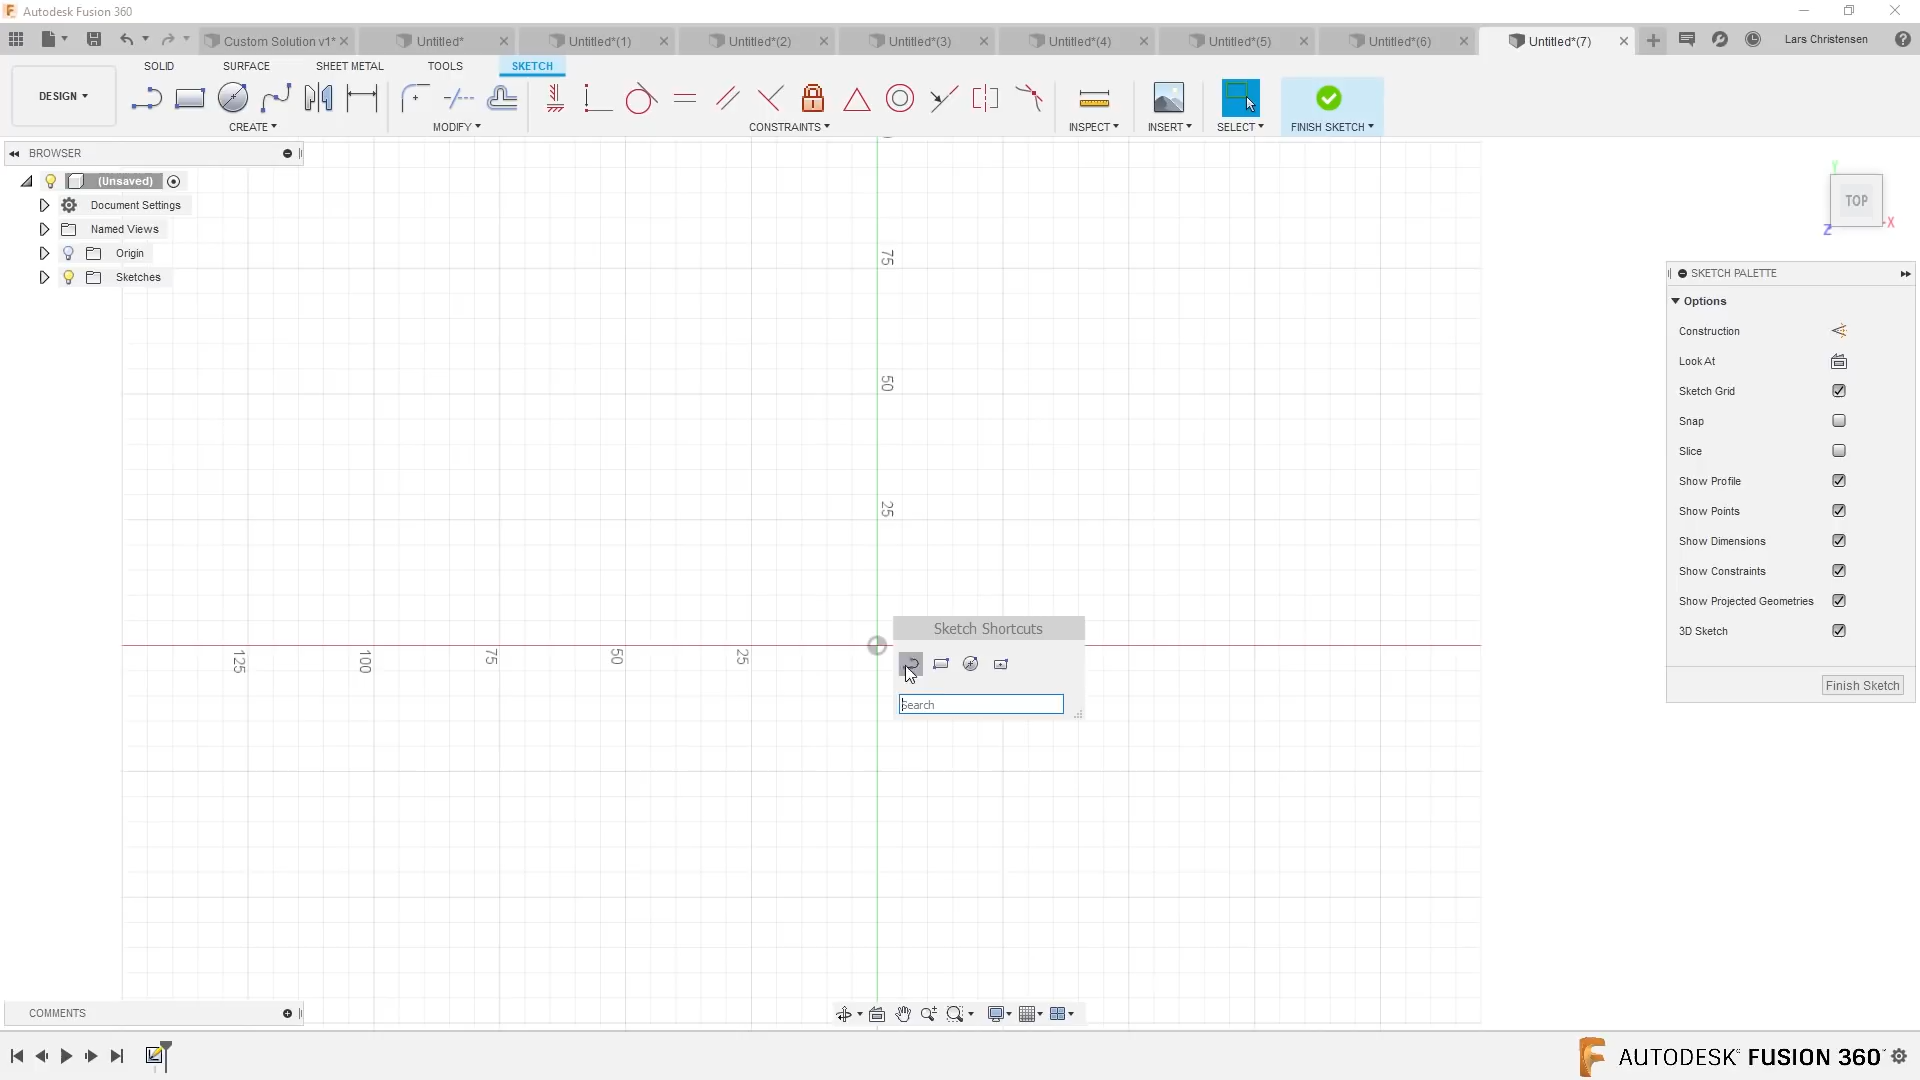 Autodesk Fusion 360
Custom Solution v1*
Untitled*
Untitled*(1)
Untitled*(2)
Untitled*(3)
Untitled*(4)
Untitled*(5)
Untitled*(6)
Untitled*(7)
Lars Christensen
SOLID
SURFACE
SHEET METAL
TOOLS
SKETCH
DESIGN
CREATE
MODIFY
CONSTRAINTS
INSPECT
INSERT
SELECT
FINISH SKETCH
BROWSER
(Unsaved)
Document Settings
Named Views
Origin
Sketches
TOP
Y
X
Z
75
50
25
125
100
75
50
25
Sketch Shortcuts
Search
SKETCH PALETTE
Options
Construction
Look At
Sketch Grid
Snap
Slice
Show Profile
Show Points
Show Dimensions
Show Constraints
Show Projected Geometries
3D Sketch
Finish Sketch
COMMENTS
AUTODESK FUSION 360